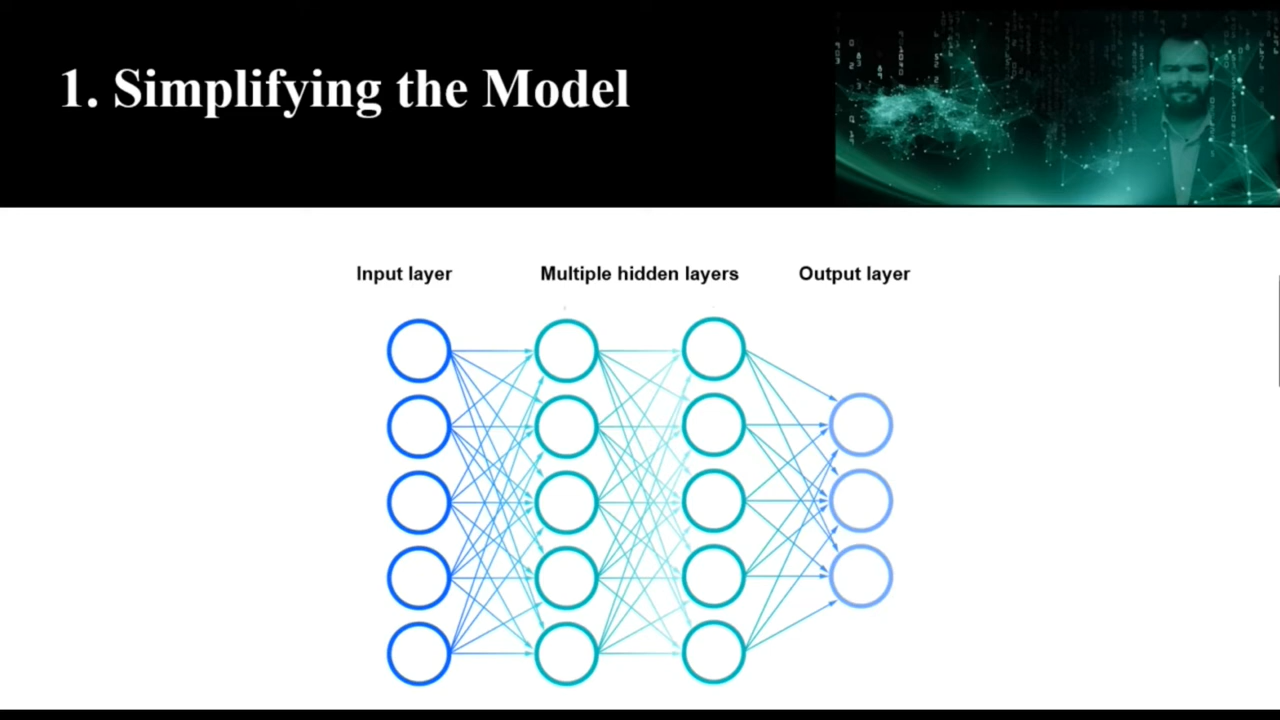 1. Simplifying the Model
Input layer
Multiple hidden layers
Output layer